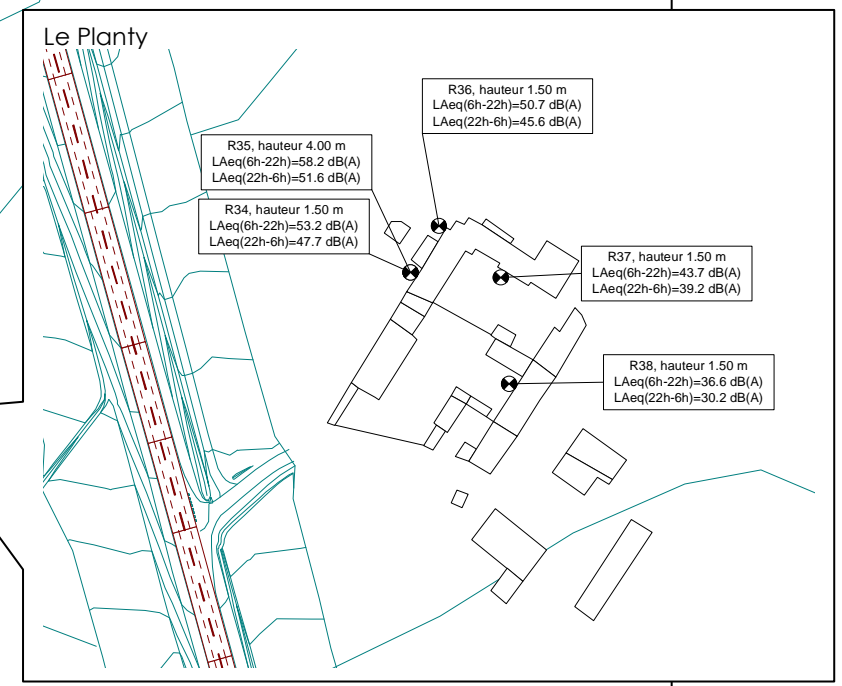 Le Planty
R36, hauteur 1.50 m
LAeq(6h-22h)=50.7 dB(A)
LAeq(22h-6h)=45.6 dB(A)
R35, hauteur 4.00 m
LAeq(6h-22h)=58.2 dB(A)
LAeq(22h-6h)=51.6 dB(A)
R34, hauteur 1.50 m
LAeq(6h-22h)=53.2 dB(A)
LAeq(22h-6h)=47.7 dB(A)
R37, hauteur 1.50 m
LAeq(6h-22h)=43.7 dB(A)
LAeq(22h-6h)=39.2 dB(A)
R38, hauteur 1.50 m
LAeq(6h-22h)=36.6 dB(A)
LAeq(22h-6h)=30.2 dB(A)